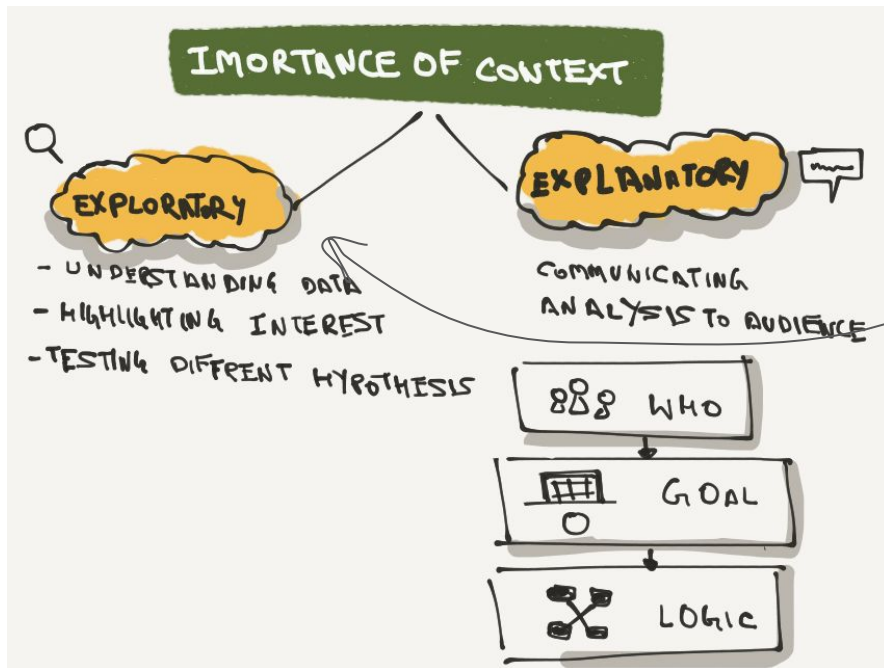 IMORTANCE OF CONTEXT
EXPLORATORY
- UNDERSTANDING DATA
- HIGHLIGHTING INTEREST
- TESTING DIFFRENT HYPOTHESIS
EXPLANATORY
COMMUNICATING
ANALYSIS TO AUDIENCE
WHO
GOAL
LOGIC